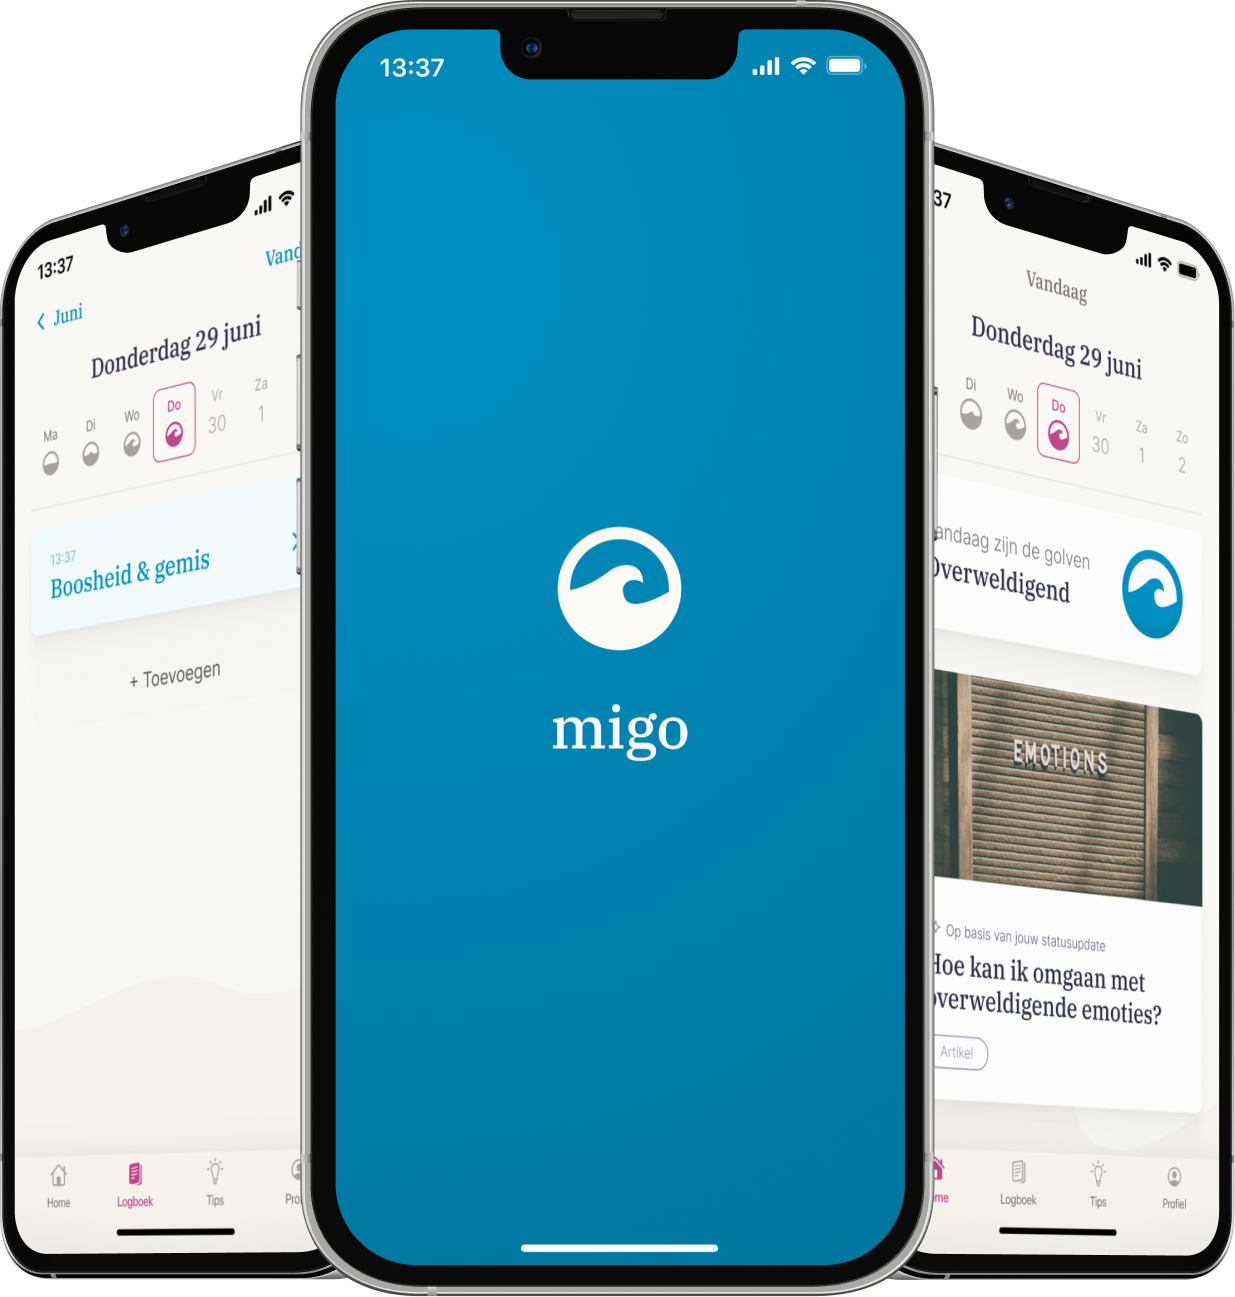 13:37
Vand
Juni
Donderdag 29 juni
Ma Di Wo Do Vr Za
30 1
13:37
Boosheid & gemis
+ Toevoegen
Home Logboek Tips Pro
13:37
migo
37
Vandaag
Donderdag 29 juni
Di Wo Do Vr Za Zo
30 1 2
andaag zijn de golven
Overweldigend
EMOTIONS
Op basis van jouw statusupdate
Hoe kan ik omgaan met
overweldigende emoties?
Artikel
ome Logboek Tips Profiel